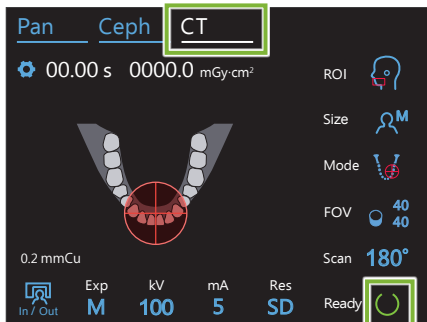 Pan Ceph CT
00.00 s 0000.0 mGy·cm²
ROI
Size M
Mode
FOV 40
40
0.2 mmCu
Scan 180°
In / Out
Exp kV mA Res
M 100 5 SD
Ready